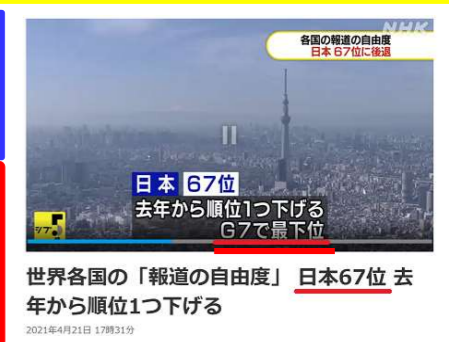 NHK
各国の報道の自由度
日本 67位に後退
日本 67位
去年から順位1つ下げる
G7で最下位
世界各国の「報道の自由度」 日本67位 去
年から順位1つ下げる
2021年4月21日 17時31分